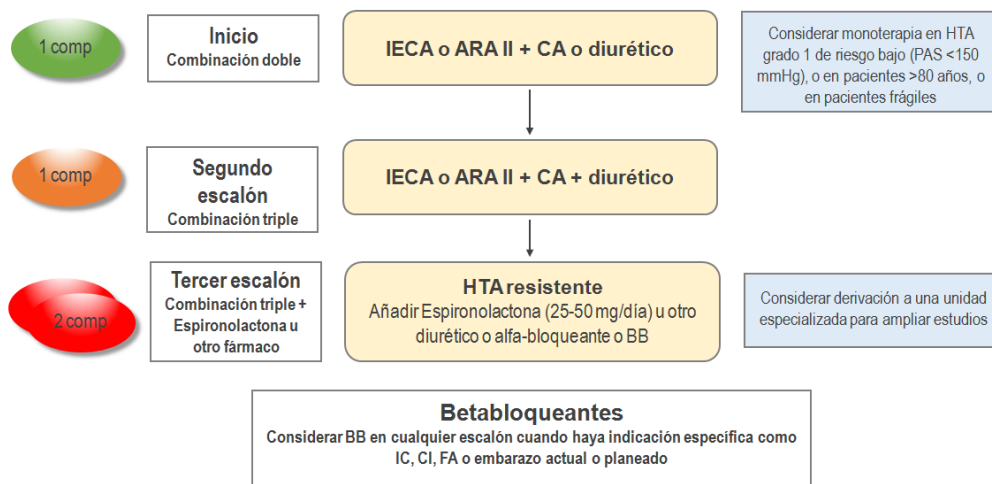 1 comp
Inicio
Combinación doble
IECA o ARA II + CA o diurético
Considerar monoterapia en HTA
grado 1 de riesgo bajo (PAS <150
mmHg), o en pacientes >80 años, o
en pacientes frágiles
1 comp
Segundo
escalón
Combinación triple
IECA o ARA II + CA + diurético
2 comp
Tercer escalón
Combinación triple +
Espironolactona u
otro fármaco
HTA resistente
Añadir Espironolactona (25-50 mg/día) u otro
diurético o alfa-bloqueante o BB
Considerar derivación a una unidad
especializada para ampliar estudios
Betabloqueantes
Considerar BB en cualquier escalón cuando haya indicación específica como
IC, CI, FA o embarazo actual o planeado